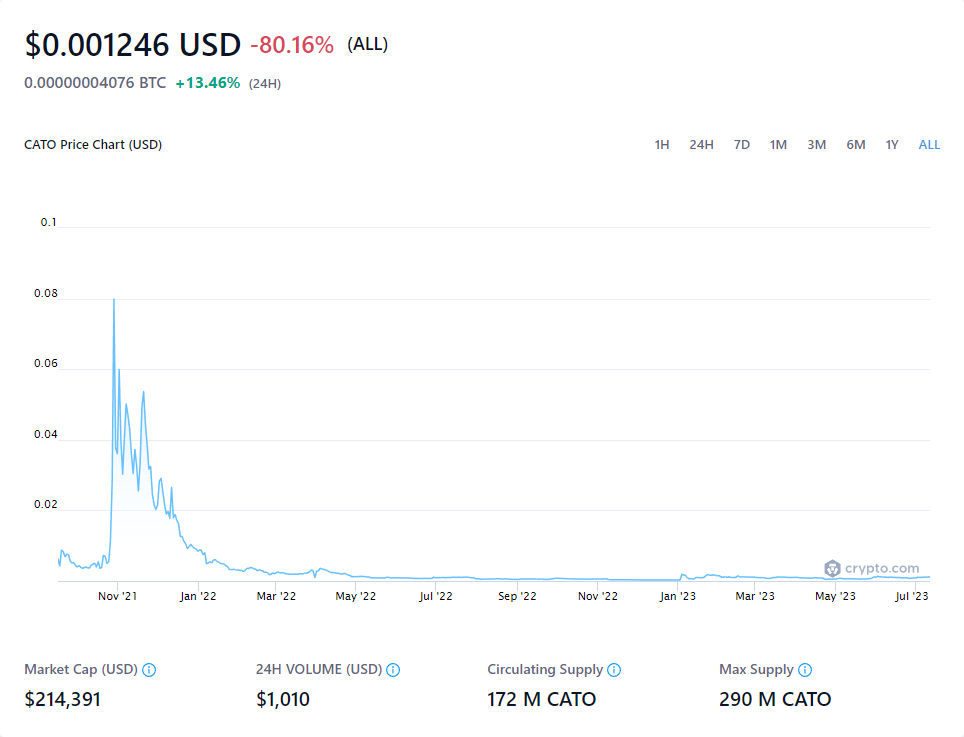 $0.001246 USD -80.16% (ALL)
0.00000004076 BTC +13.46% (24H)
CATO Price Chart (USD)
1H 24H 7D 1M 3M 6M 1Y ALL
0.1
0.08
0.06
0.04
0.02
crypto.com
Nov '21 Jan '22 Mar '22 May '22 Jul '22 Sep '22 Nov '22 Jan '23 Mar '23 May '23 Jul '23
Market Cap (USD) 24H VOLUME (USD) Circulating Supply Max Supply
$214,391 $1,010 172 M CATO 290 M CATO